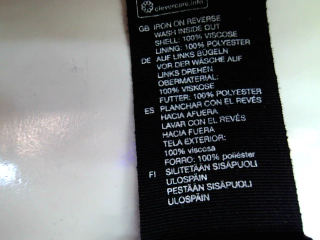 clevercare.info
GB IRON ON REVERSE
WASH INSIDE OUT
SHELL: 100% VISCOSE
LINING: 100% POLYESTER
DE AUF LINKS BÜGELN
VOR DER WÄSCHE AUF
LINKS DREHEN
OBERMATERIAL:
100% VISKOSE
FUTTER: 100% POLYESTER
ES PLANCHAR CON EL REVÉS
HACIA AFUERA
LAVAR CON EL REVÉS
HACIA FUERA
TELA EXTERIOR:
100% viscosa
FORRO: 100% poliéster
FI SILITETÄÄN SISÄPUOLI
ULOSPÄIN
PESTÄÄN SISÄPUOLI
ULOSPÄIN